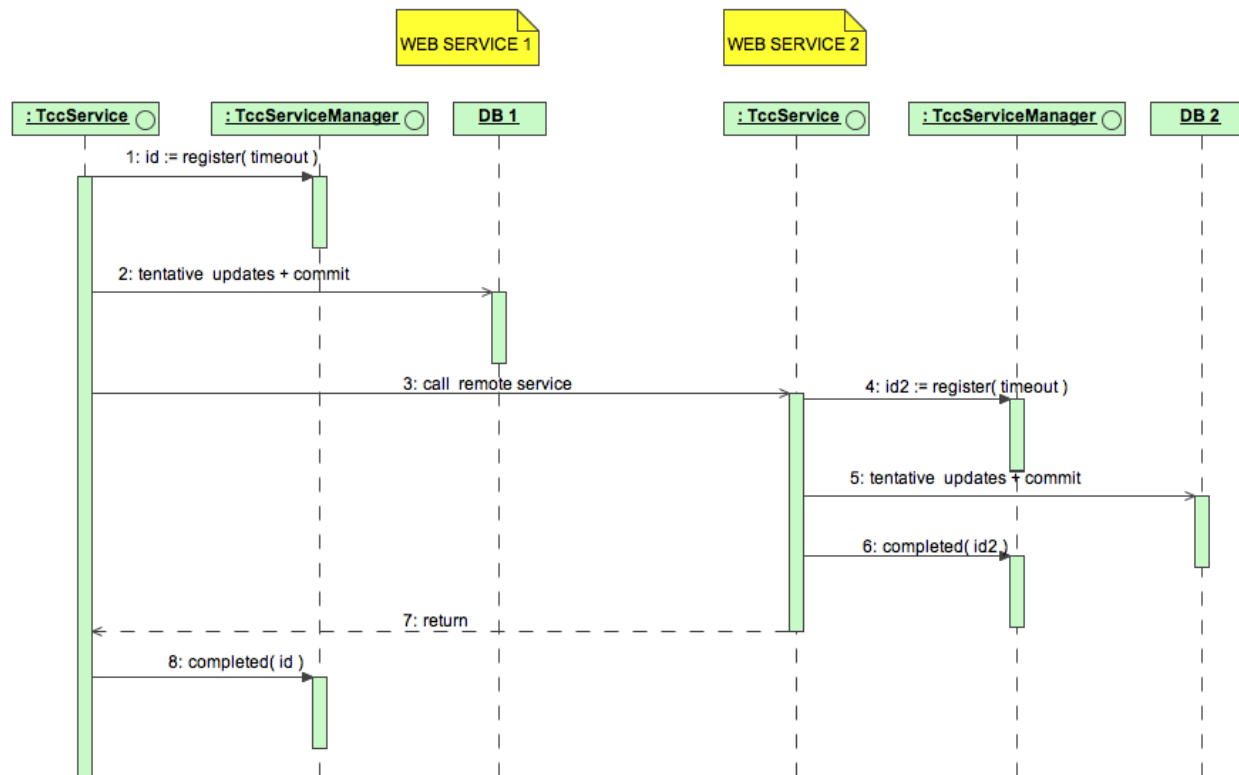 WEB SERVICE 1
WEB SERVICE 2
: TccService
: TccServiceManager
DB 1
: TccService
: TccServiceManager
DB 2
1: id := register( timeout )
2: tentative updates + commit
3: call remote service
4: id2 := register( timeout )
5: tentative updates + commit
6: completed( id2 )
7: return
8: completed( id )